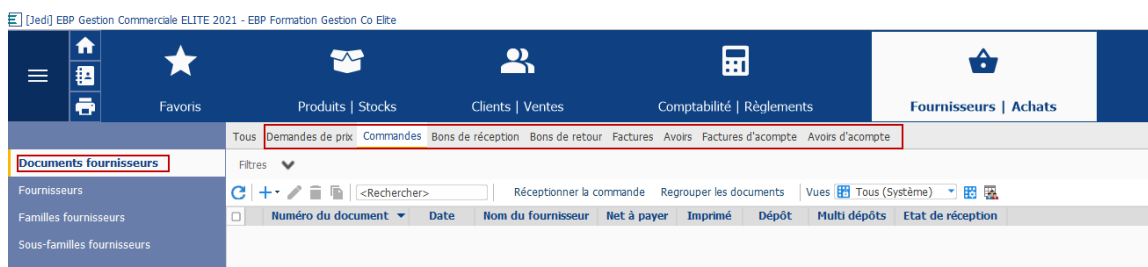 [Jedi] EBP Gestion Commerciale ELITE 2021 - EBP Formation Gestion Co Elite
Favoris Produits | Stocks Clients | Ventes Comptabilité | Règlements Fournisseurs | Achats
Tous Demandes de prix Commandes Bons de réception Bons de retour Factures Avoirs Factures d'acompte Avoirs d'acompte
Documents fournisseurs
Filtres
Fournisseurs
<Rechercher> Réceptionner la commande Regrouper les documents Vues Tous (Système)
Familles fournisseurs
Numéro du document Date Nom du fournisseur Net à payer Imprimé Dépôt Multi dépôts Etat de réception
Sous-familles fournisseurs